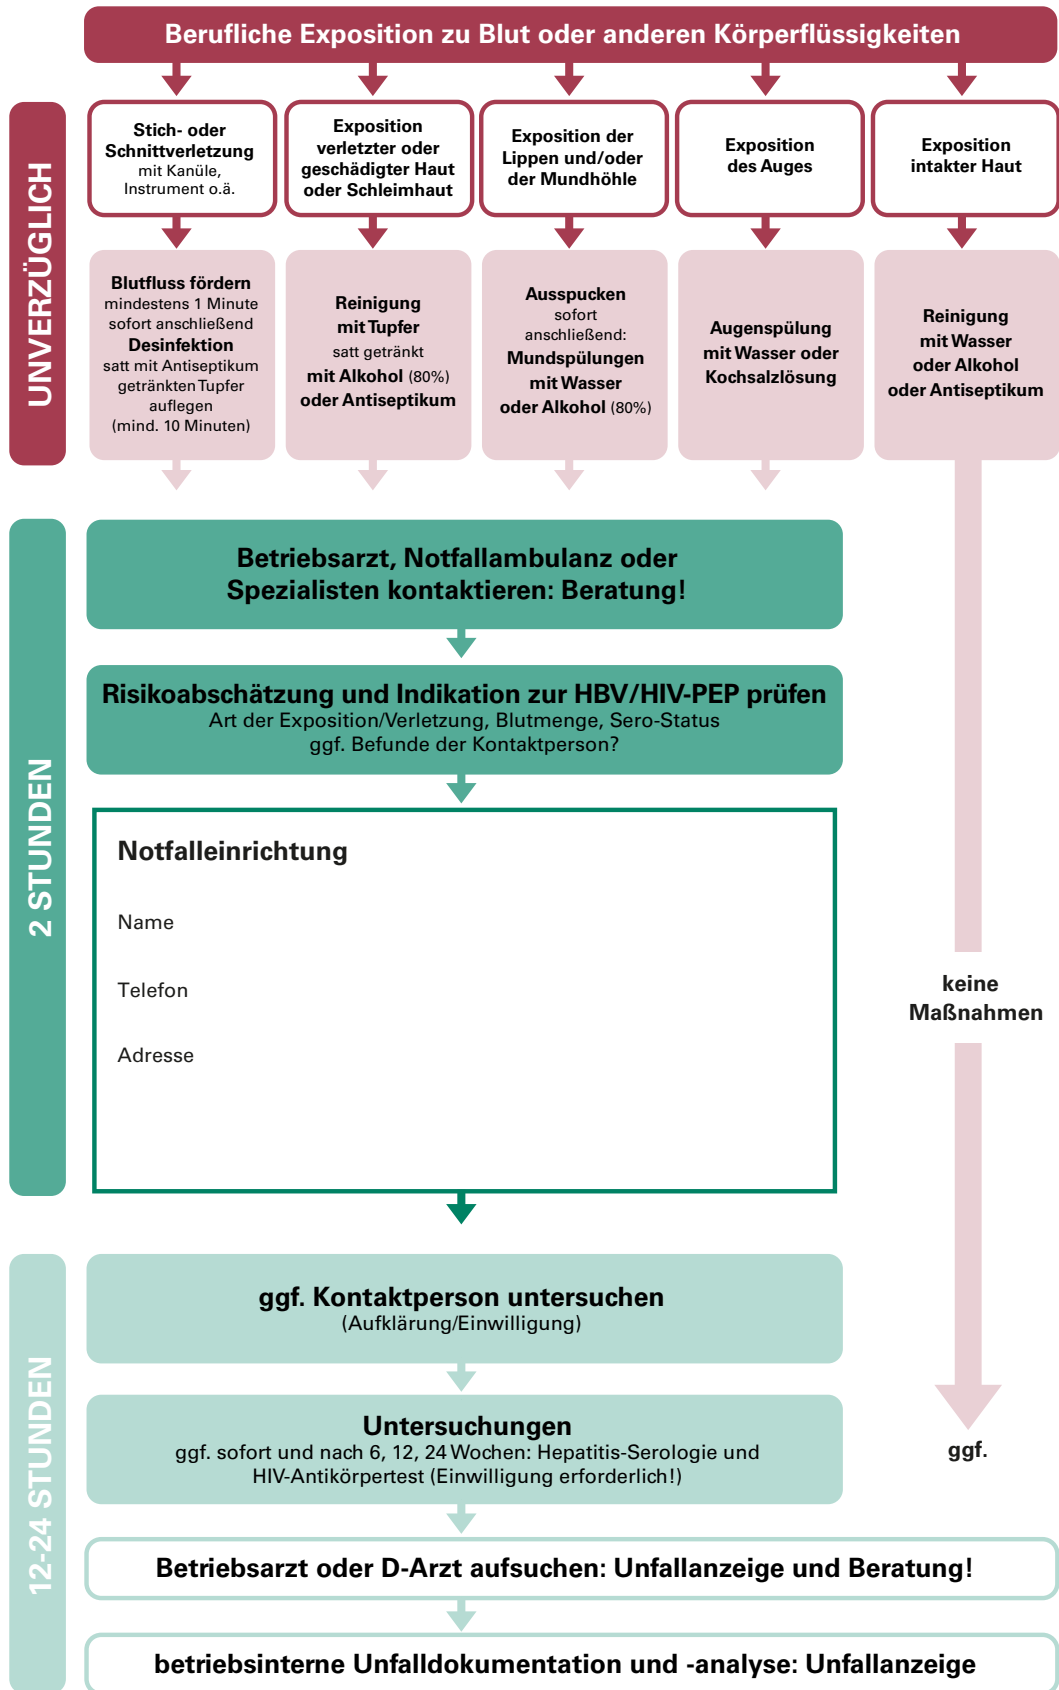 Berufliche Exposition zu Blut oder anderen Körperflüssigkeiten
UNVERZÜGLICH
Stich- oder
Schnittverletzung
mit Kanüle,
Instrument o.ä.
Exposition
verletzter oder
geschädigter Haut
oder Schleimhaut
Exposition der
Lippen und/oder
der Mundhöhle
Exposition
des Auges
Exposition
intakter Haut
Blutfluss fördern
mindestens 1 Minute
sofort anschließend
Desinfektion
satt mit Antiseptikum
getränkten Tupfer
auflegen
(mind. 10 Minuten)
Reinigung
mit Tupfer
satt getränkt
mit Alkohol (80%)
oder Antiseptikum
Ausspucken
sofort
anschließend:
Mundspülungen
mit Wasser
oder Alkohol (80%)
Augenspülung
mit Wasser oder
Kochsalzlösung
Reinigung
mit Wasser
oder Alkohol
oder Antiseptikum
2 STUNDEN
Betriebsarzt, Notfallambulanz oder
Spezialisten kontaktieren: Beratung!
Risikoabschätzung und Indikation zur HBV/HIV-PEP prüfen
Art der Exposition/Verletzung, Blutmenge, Sero-Status
ggf. Befunde der Kontaktperson?
Notfalleinrichtung
Name
Telefon
Adresse
keine
Maßnahmen
12-24 STUNDEN
ggf. Kontaktperson untersuchen
(Aufklärung/Einwilligung)
Untersuchungen
ggf. sofort und nach 6, 12, 24 Wochen: Hepatitis-Serologie und
HIV-Antikörpertest (Einwilligung erforderlich!)
ggf.
Betriebsarzt oder D-Arzt aufsuchen: Unfallanzeige und Beratung!
betriebsinterne Unfalldokumentation und -analyse: Unfallanzeige